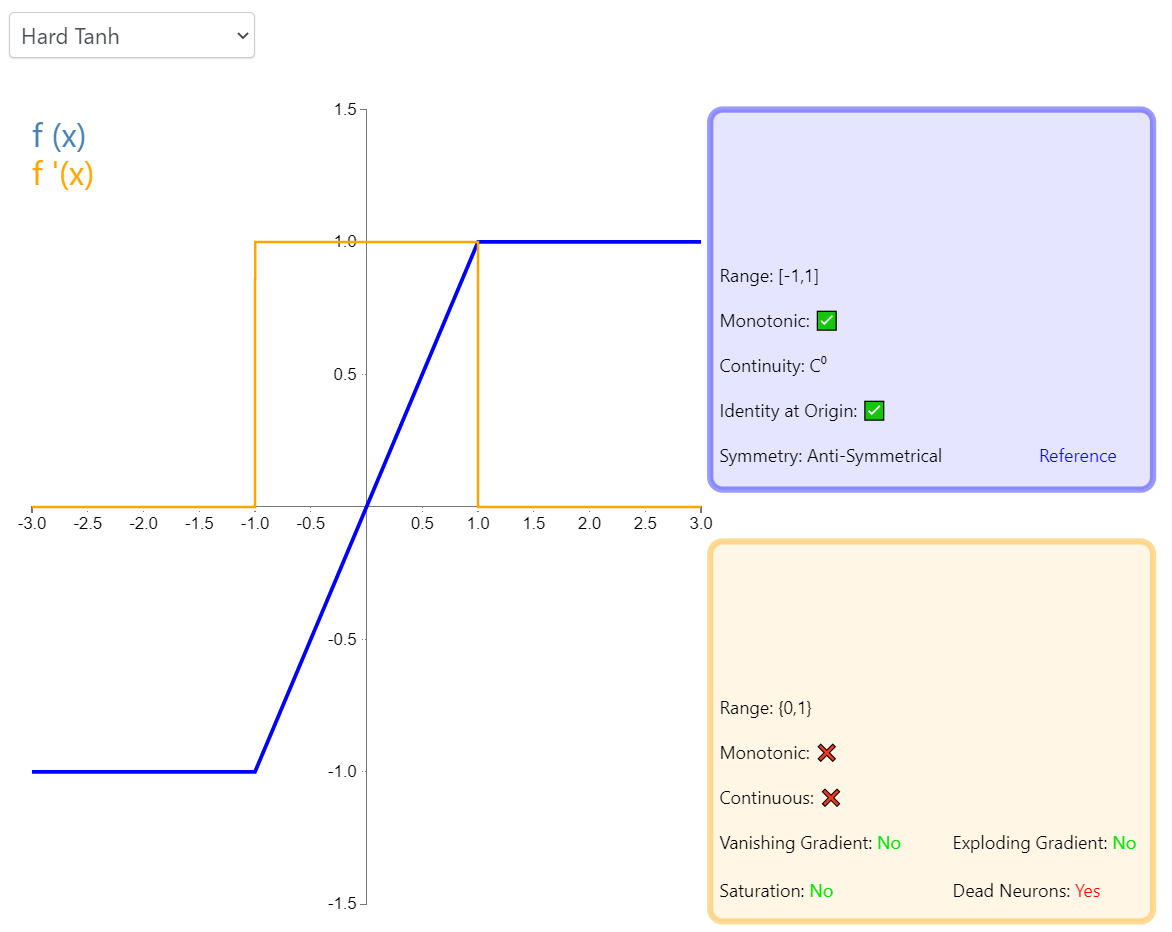 Hard Tanh
f (x)
f '(x)
1.5
1.0
0.5
-3.0 -2.5 -2.0 -1.5 -1.0 -0.5 0.5 1.0 1.5 2.0 2.5 3.0
-0.5
-1.0
-1.5
Range: [-1,1]
Monotonic: ✅
Continuity: C⁰
Identity at Origin: ✅
Symmetry: Anti-Symmetrical Reference
Range: {0,1}
Monotonic: ❌
Continuous: ❌
Vanishing Gradient: No Exploding Gradient: No
Saturation: No Dead Neurons: Yes